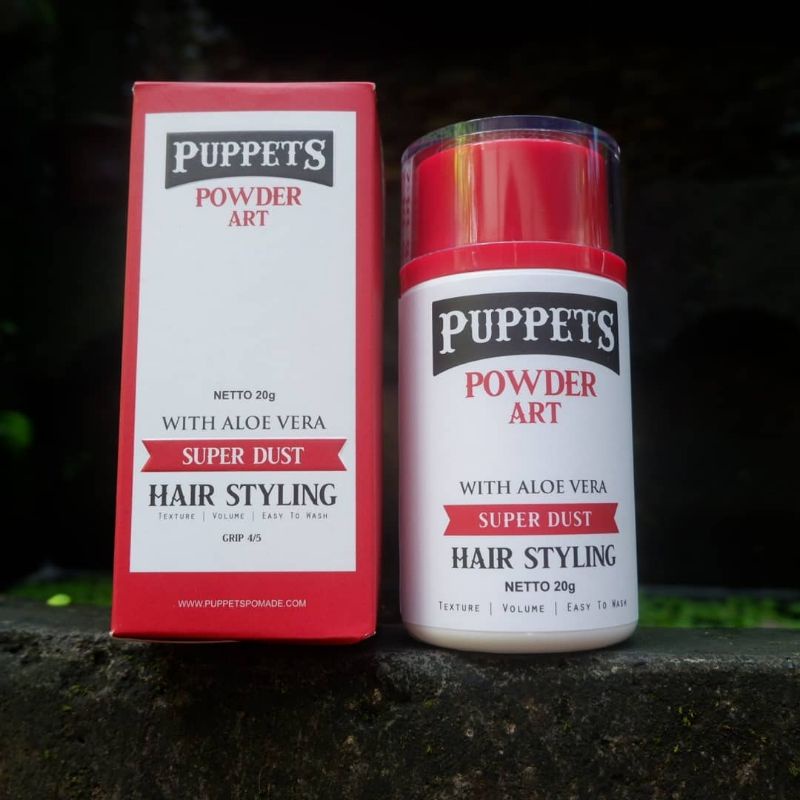 PUPPETS
POWDER
ART
NETTO 20g
WITH ALOE VERA
SUPER DUST
HAIR STYLING
TEXTURE | VOLUME | EASY TO WASH
GRIP 4/5
WWW.PUPPETSPOMADE.COM
PUPPETS
POWDER
ART
WITH ALOE VERA
SUPER DUST
HAIR STYLING
NETTO 20g
TEXTURE | VOLUME | EASY TO WASH